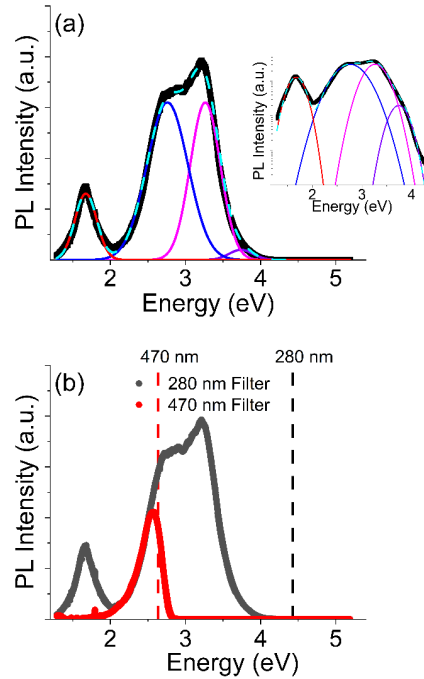 (a)
PL Intensity (a.u.)
2 3 4 5
Energy (eV)
PL Intensity (a.u.)
2 3 4
Energy (eV)
470 nm 280 nm
(b)
280 nm Filter
470 nm Filter
PL Intensity (a.u.)
2 3 4 5
Energy (eV)